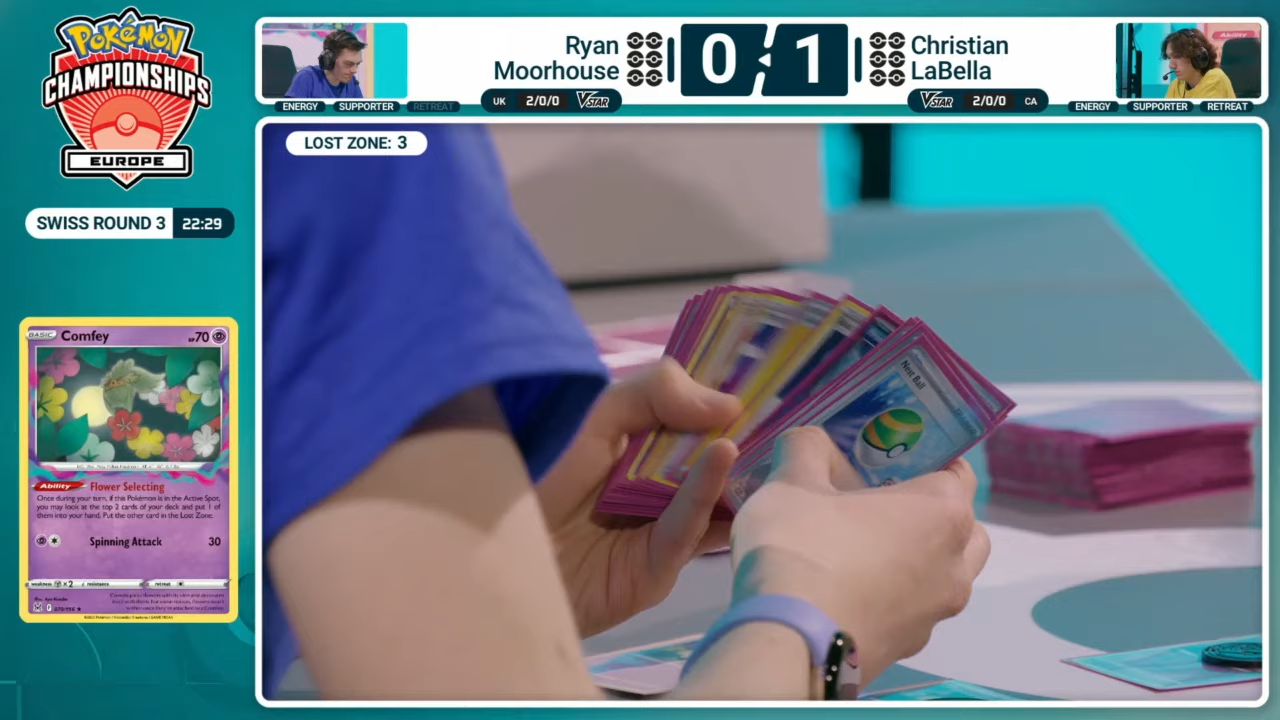 Pokémon
CHAMPIONSHIPS
EUROPE
SWISS ROUND 3 22:29
Ryan
Moorhouse
0 1
Christian
LaBella
UK 2/0/0 VSTAR
VSTAR 2/0/0 CA
ENERGY SUPPORTER RETREAT
ENERGY SUPPORTER RETREAT
Ability
LOST ZONE: 3
BASIC Comfey HP 70
Ability Flower Selecting
Once during your turn, if this Pokémon is in the Active Spot,
you may look at the top 2 cards of your deck and put 1 of
them into your hand. Put the other card in the Lost Zone.
Spinning Attack 30
weakness ×2 resistance retreat
Nest Ball